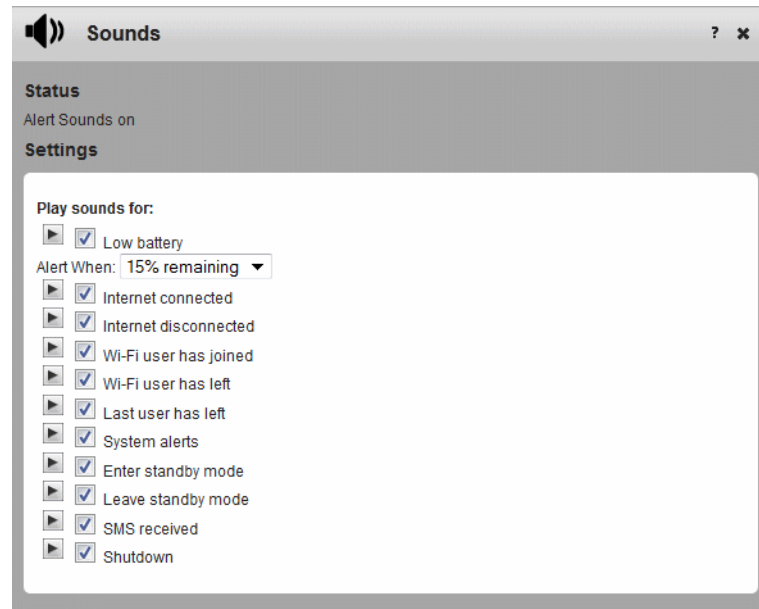 Sounds
?
Status
Alert Sounds on
Settings
Play sounds for:
Low battery
Alert When: 15% remaining
Internet connected
Internet disconnected
Wi-Fi user has joined
Wi-Fi user has left
Last user has left
System alerts
Enter standby mode
Leave standby mode
SMS received
Shutdown